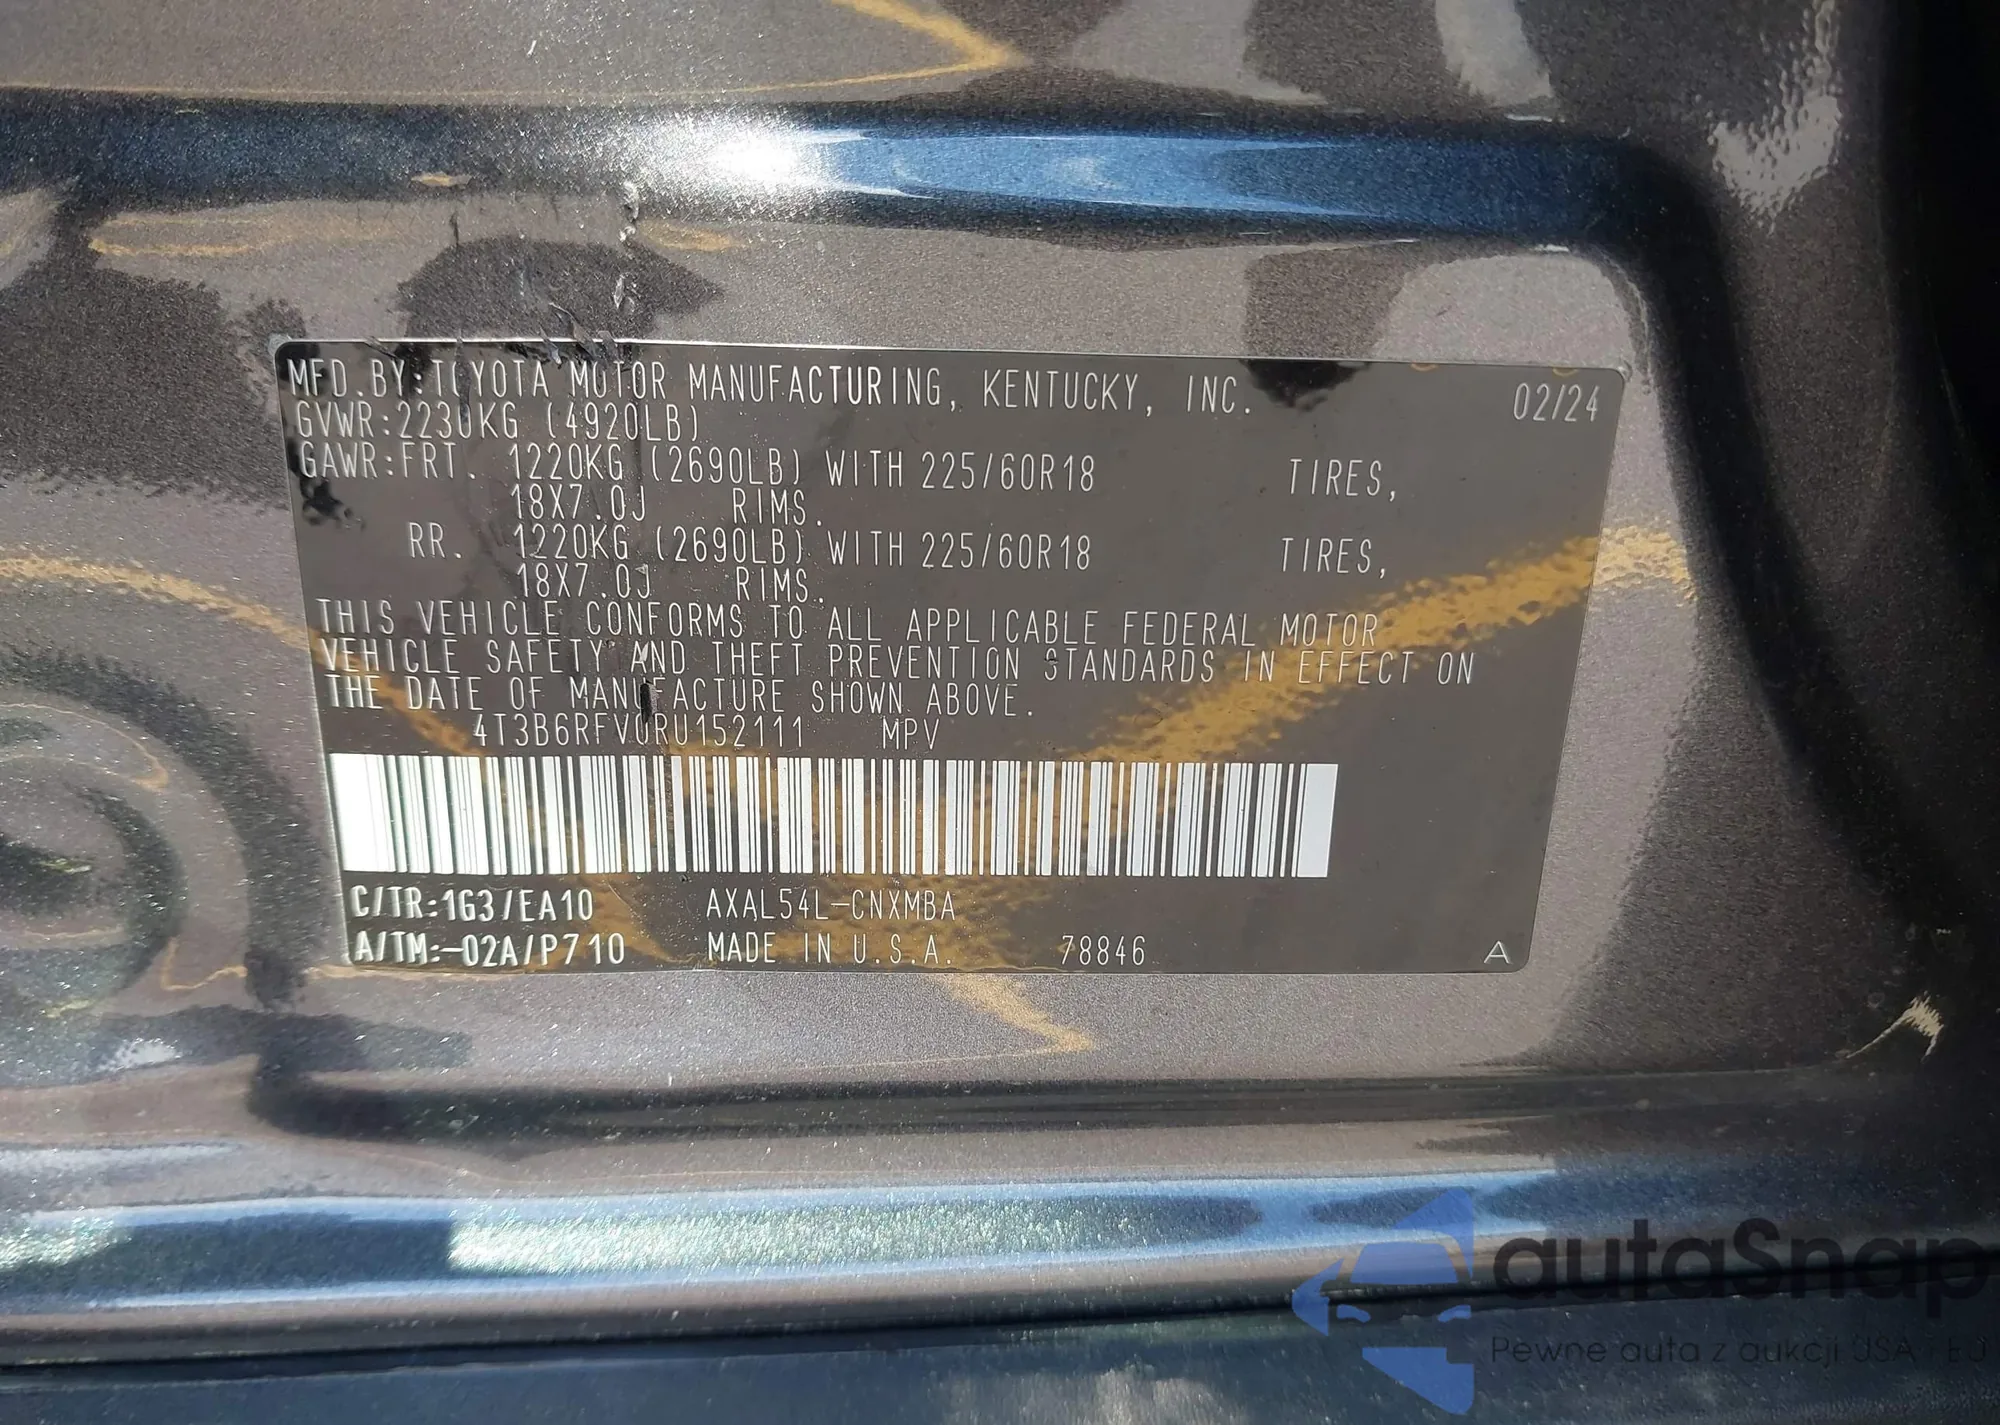 MFD.BY:TOYOTA MOTOR MANUFACTURING, KENTUCKY, INC. 02/24
GVWR:2230KG (4920LB)
GAWR:FRT. 1220KG (2690LB) WITH 225/60R18 TIRES,
18X7.0J RIMS.
RR. 1220KG (2690LB) WITH 225/60R18 TIRES,
18X7.0J RIMS.
THIS VEHICLE CONFORMS TO ALL APPLICABLE FEDERAL MOTOR
VEHICLE SAFETY AND THEFT PREVENTION STANDARDS IN EFFECT ON
THE DATE OF MANUFACTURE SHOWN ABOVE.
4T3B6RFV0RU152111 MPV
C/TR:1G3/EA10 AXAL54L-CNXMBA
A/TM:-02A/P710 MADE IN U.S.A. 78846 A
autaSnap
Pewne auta z aukcji USA i EU